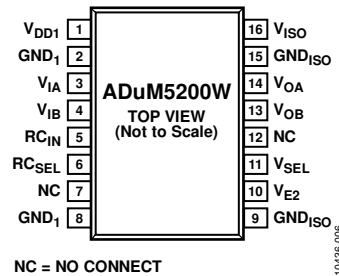 VDD1 1 16 VISO
GND1 2 15 GNDISO
VIA 3 14 VOA
VIB 4 13 VOB
RCIN 5 12 NC
RCSEL 6 11 VSEL
NC 7 10 VE2
GND1 8 9 GNDISO
ADuM5200W
TOP VIEW
(Not to Scale)
NC = NO CONNECT
10436-006